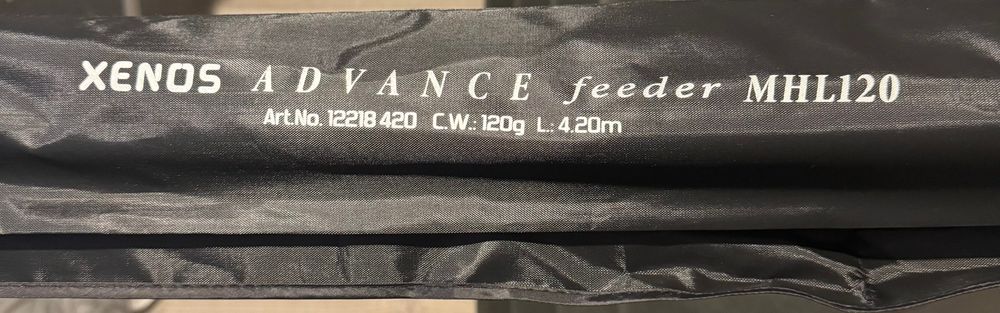 XENOS ADVANCE feeder MHL120
Art.No. 12218 420 C.W.: 120g L.: 4.20m